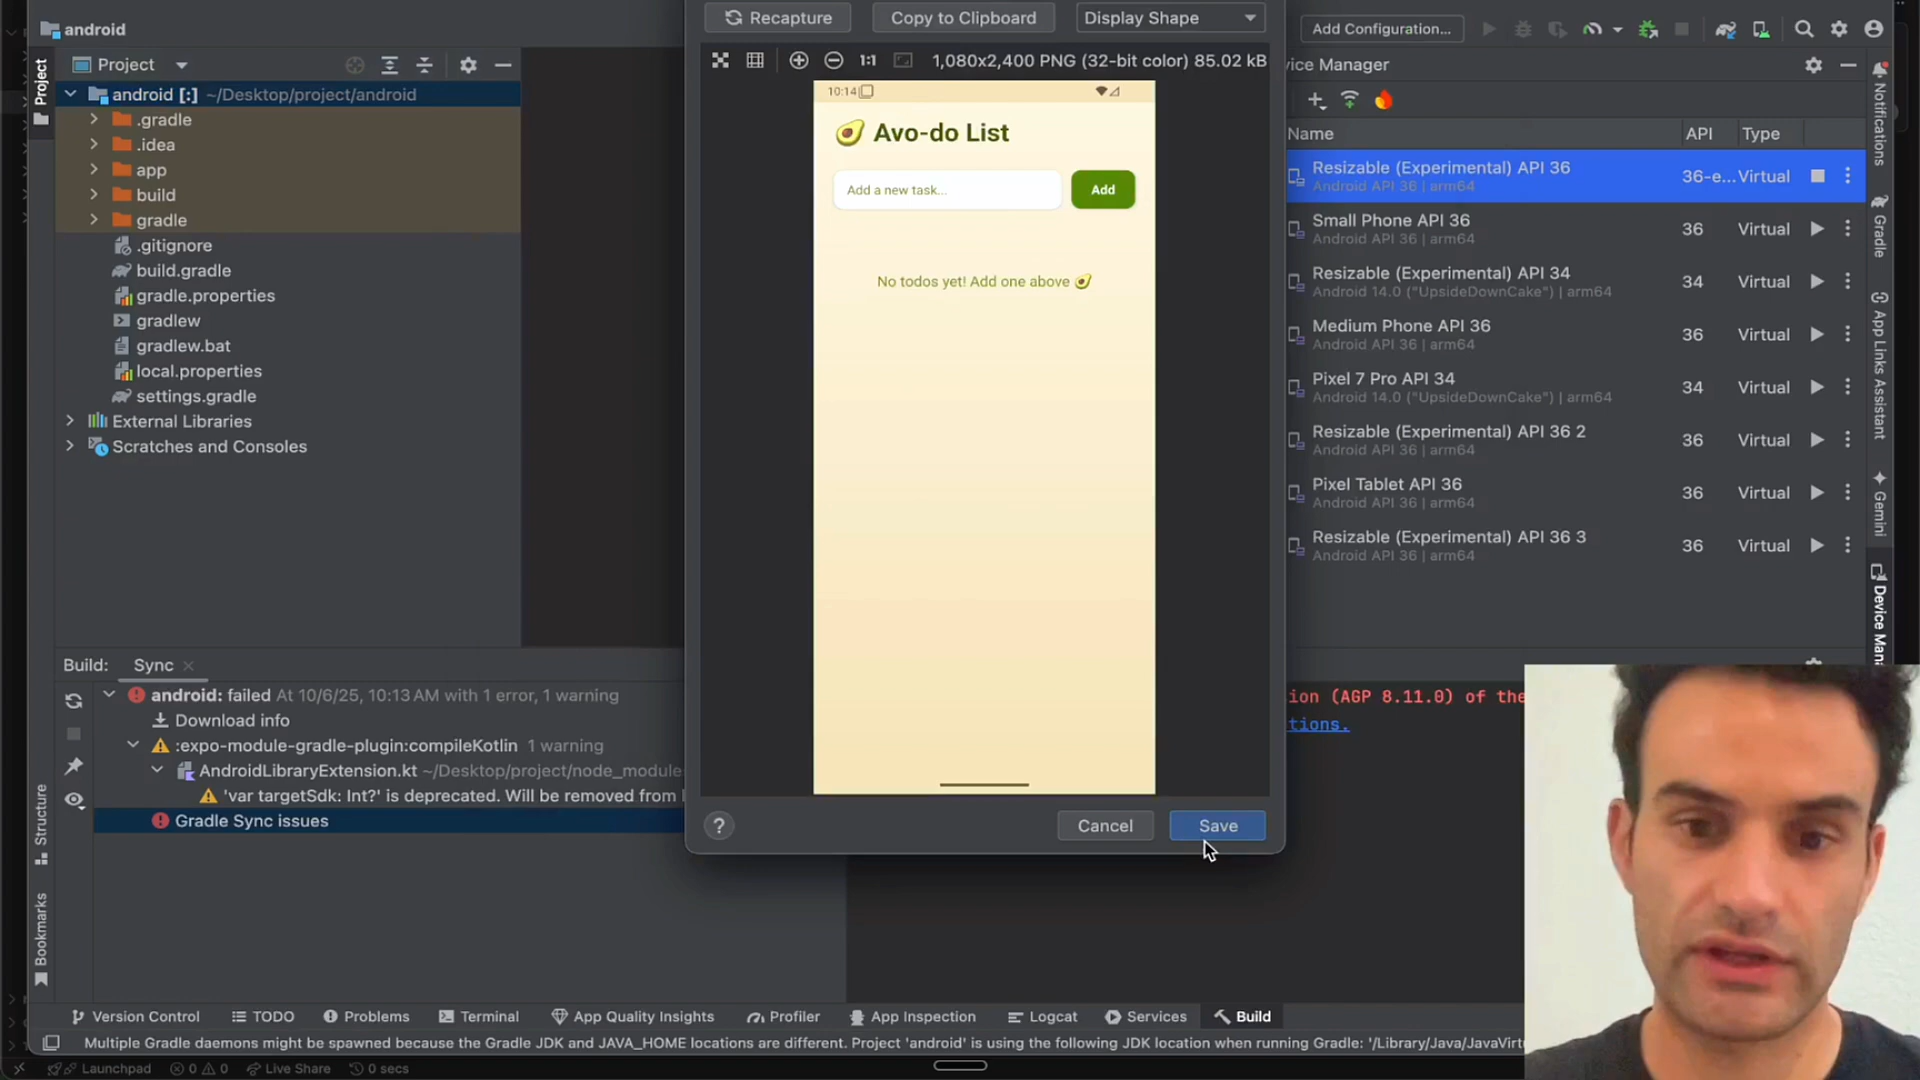 android
Recapture
Copy to Clipboard
Display Shape
Add Configuration...
Project
Project
1:1
1,080x2,400 PNG (32-bit color) 85.02 kB
vice Manager
android [:] ~/Desktop/project/android
.gradle
.idea
app
build
gradle
.gitignore
build.gradle
gradle.properties
gradlew
gradlew.bat
local.properties
settings.gradle
External Libraries
Scratches and Consoles
10:14
Avo-do List
Add a new task...
Add
No todos yet! Add one above
Name API Type
Resizable (Experimental) API 36
Android API 36 | arm64
36-e... Virtual
Small Phone API 36
Android API 36 | arm64
36 Virtual
Resizable (Experimental) API 34
Android 14.0 ("UpsideDownCake") | arm64
34 Virtual
Medium Phone API 36
Android API 36 | arm64
36 Virtual
Pixel 7 Pro API 34
Android 14.0 ("UpsideDownCake") | arm64
34 Virtual
Resizable (Experimental) API 36 2
Android API 36 | arm64
36 Virtual
Pixel Tablet API 36
Android API 36 | arm64
36 Virtual
Resizable (Experimental) API 36 3
Android API 36 | arm64
36 Virtual
Notifications
Gradle
App Links Assistant
Gemini
Device Mana
Build: Sync
android: failed At 10/6/25, 10:13 AM with 1 error, 1 warning
Download info
:expo-module-gradle-plugin:compileKotlin 1 warning
AndroidLibraryExtension.kt ~/Desktop/project/node_module
'var targetSdk: Int?' is deprecated. Will be removed from
Gradle Sync issues
ion (AGP 8.11.0) of the
tions.
?
Cancel
Save
Structure
Bookmarks
Version Control
TODO
Problems
Terminal
App Quality Insights
Profiler
App Inspection
Logcat
Services
Build
Multiple Gradle daemons might be spawned because the Gradle JDK and JAVA_HOME locations are different. Project 'android' is using the following JDK location when running Gradle: '/Library/Java/JavaVirtu
Launchpad
0
0
Live Share
0 secs